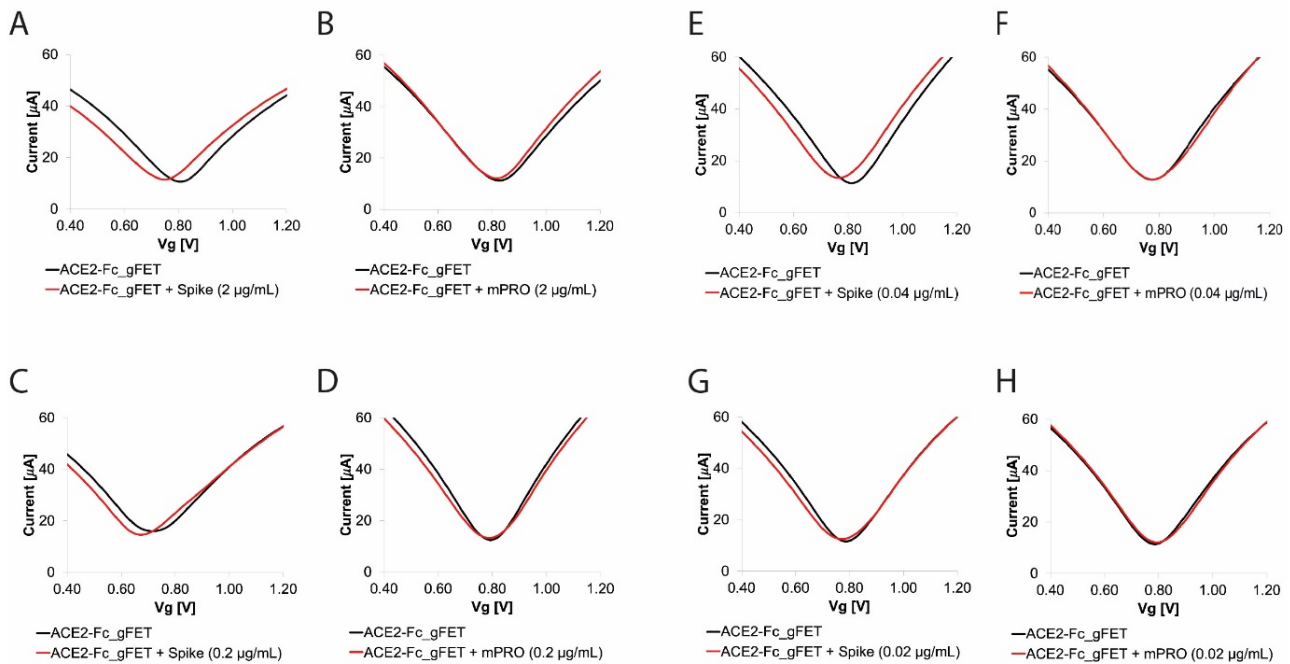 A
60
40
20
0
Current [µA]
0.40 0.60 0.80 1.00 1.20
Vg [V]
ACE2-Fc_gFET
ACE2-Fc_gFET + Spike (2 µg/mL)
B
60
40
20
0
Current [µA]
0.40 0.60 0.80 1.00 1.20
Vg [V]
ACE2-Fc_gFET
ACE2-Fc_gFET + mPRO (2 µg/mL)
E
60
40
20
0
Current [µA]
0.40 0.60 0.80 1.00 1.20
Vg [V]
ACE2-Fc_gFET
ACE2-Fc_gFET + Spike (0.04 µg/mL)
F
60
40
20
0
Current [µA]
0.40 0.60 0.80 1.00 1.20
Vg [V]
ACE2-Fc_gFET
ACE2-Fc_gFET + mPRO (0.04 µg/mL)
C
60
40
20
0
Current [µA]
0.40 0.60 0.80 1.00 1.20
Vg [V]
ACE2-Fc_gFET
ACE2-Fc_gFET + Spike (0.2 µg/mL)
D
60
40
20
0
Current [µA]
0.40 0.60 0.80 1.00 1.20
Vg [V]
ACE2-Fc_gFET
ACE2-Fc_gFET + mPRO (0.2 µg/mL)
G
60
40
20
0
Current [µA]
0.40 0.60 0.80 1.00 1.20
Vg [V]
ACE2-Fc_gFET
ACE2-Fc_gFET + Spike (0.02 µg/mL)
H
60
40
20
0
Current [µA]
0.40 0.60 0.80 1.00 1.20
Vg [V]
ACE2-Fc_gFET
ACE2-Fc_gFET + mPRO (0.02 µg/mL)